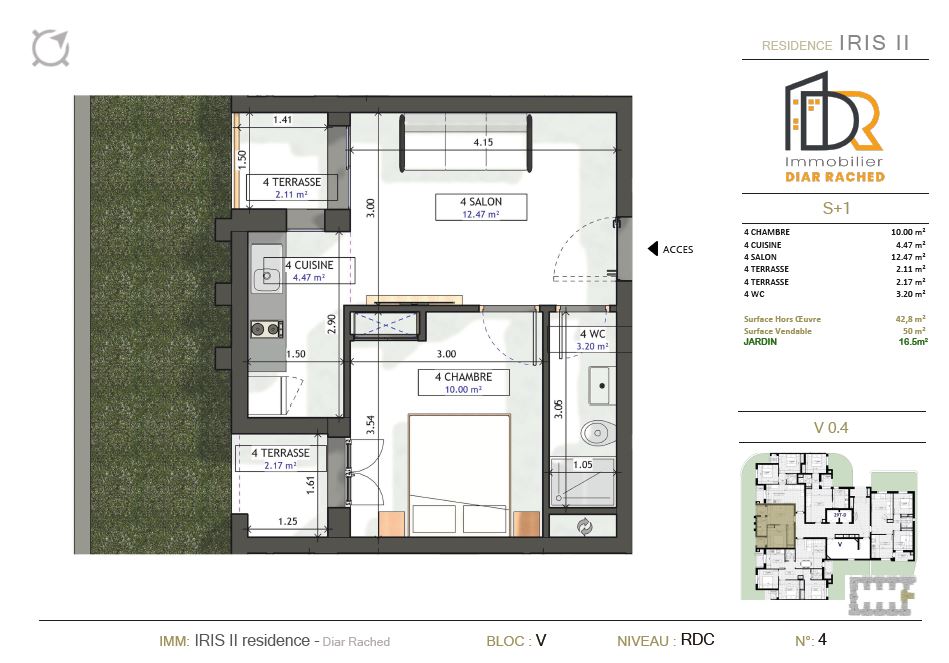 RESIDENCE IRIS II
DR
Immobilier
DIAR RACHED
S+1
4 CHAMBRE 10.00 m²
4 CUISINE 4.47 m²
4 SALON 12.47 m²
4 TERRASSE 2.11 m²
4 TERRASSE 2.17 m²
4 WC 3.20 m²
Surface Hors Œuvre 42,8 m²
Surface Vendable 50 m²
JARDIN 16.5m²
V 0.4
V
1.41
1.50
4 TERRASSE
2.11 m²
4.15
3.00
4 SALON
12.47 m²
ACCES
4 CUISINE
4.47 m²
2.90
1.50
4 WC
3.20 m²
3.00
4 CHAMBRE
10.00 m²
3.54
3.05
1.05
4 TERRASSE
2.17 m²
1.61
1.25
IMM: IRIS II residence - Diar Rached BLOC : V NIVEAU : RDC N°: 4